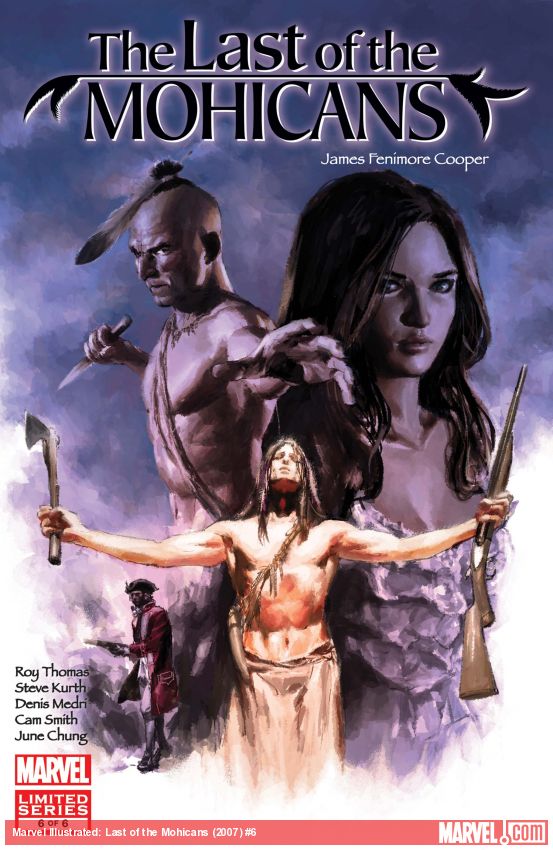 The Last of the
MOHICANS
James Fenimore Cooper
Roy Thomas
Steve Kurth
Denis Medri
Cam Smith
June Chung
MARVEL
LIMITED
SERIES
6 OF 6
Marvel Illustrated: Last of the Mohicans (2007) #6
MARVEL.com